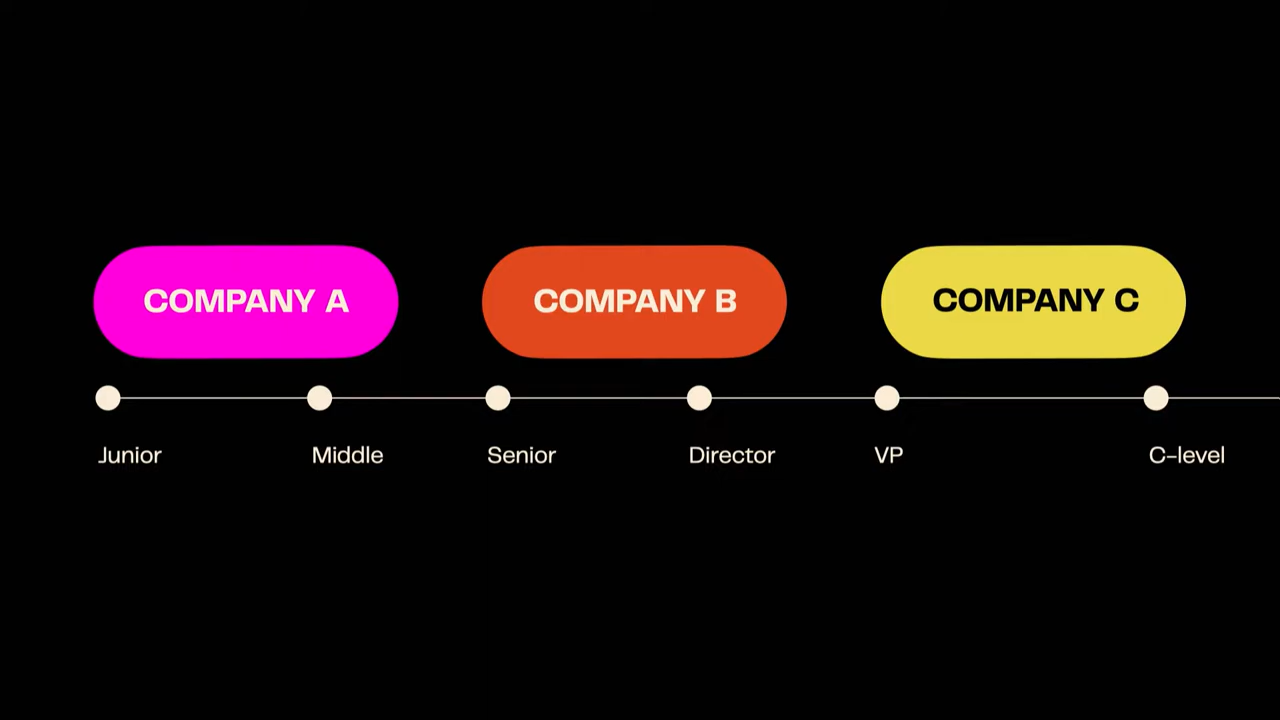 COMPANY A
COMPANY B
COMPANY C
Junior
Middle
Senior
Director
VP
C-level